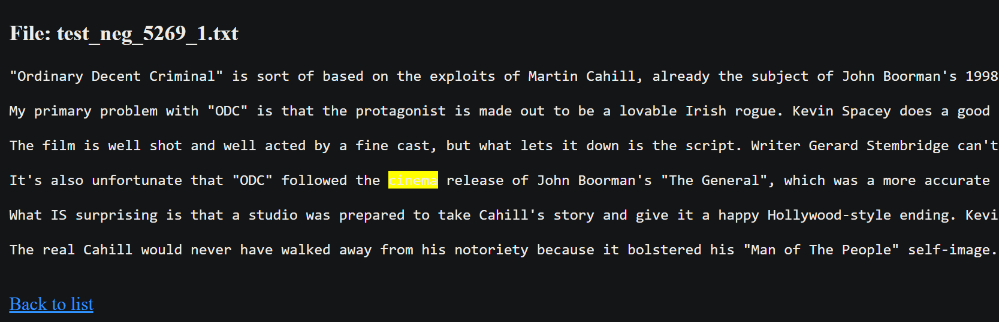 File: test_neg_5269_1.txt
"Ordinary Decent Criminal" is sort of based on the exploits of Martin Cahill, already the subject of John Boorman's 1998
My primary problem with "ODC" is that the protagonist is made out to be a lovable Irish rogue. Kevin Spacey does a good
The film is well shot and well acted by a fine cast, but what lets it down is the script. Writer Gerard Stembridge can't
It's also unfortunate that "ODC" followed the cinema release of John Boorman's "The General", which was a more accurate
What IS surprising is that a studio was prepared to take Cahill's story and give it a happy Hollywood-style ending. Kevi
The real Cahill would never have walked away from his notoriety because it bolstered his "Man of The People" self-image.
Back to list